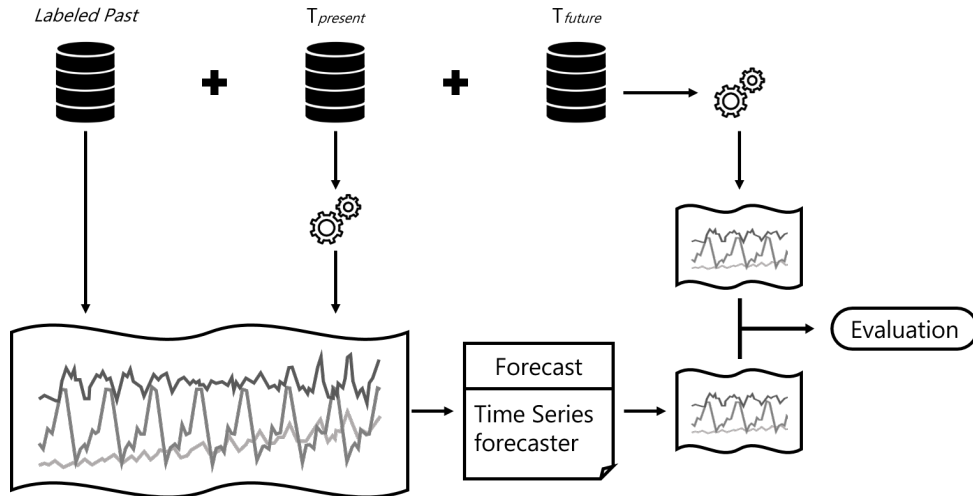 Labeled Past
Tpresent
Tfuture
Evaluation
Forecast
Time Series
forecaster